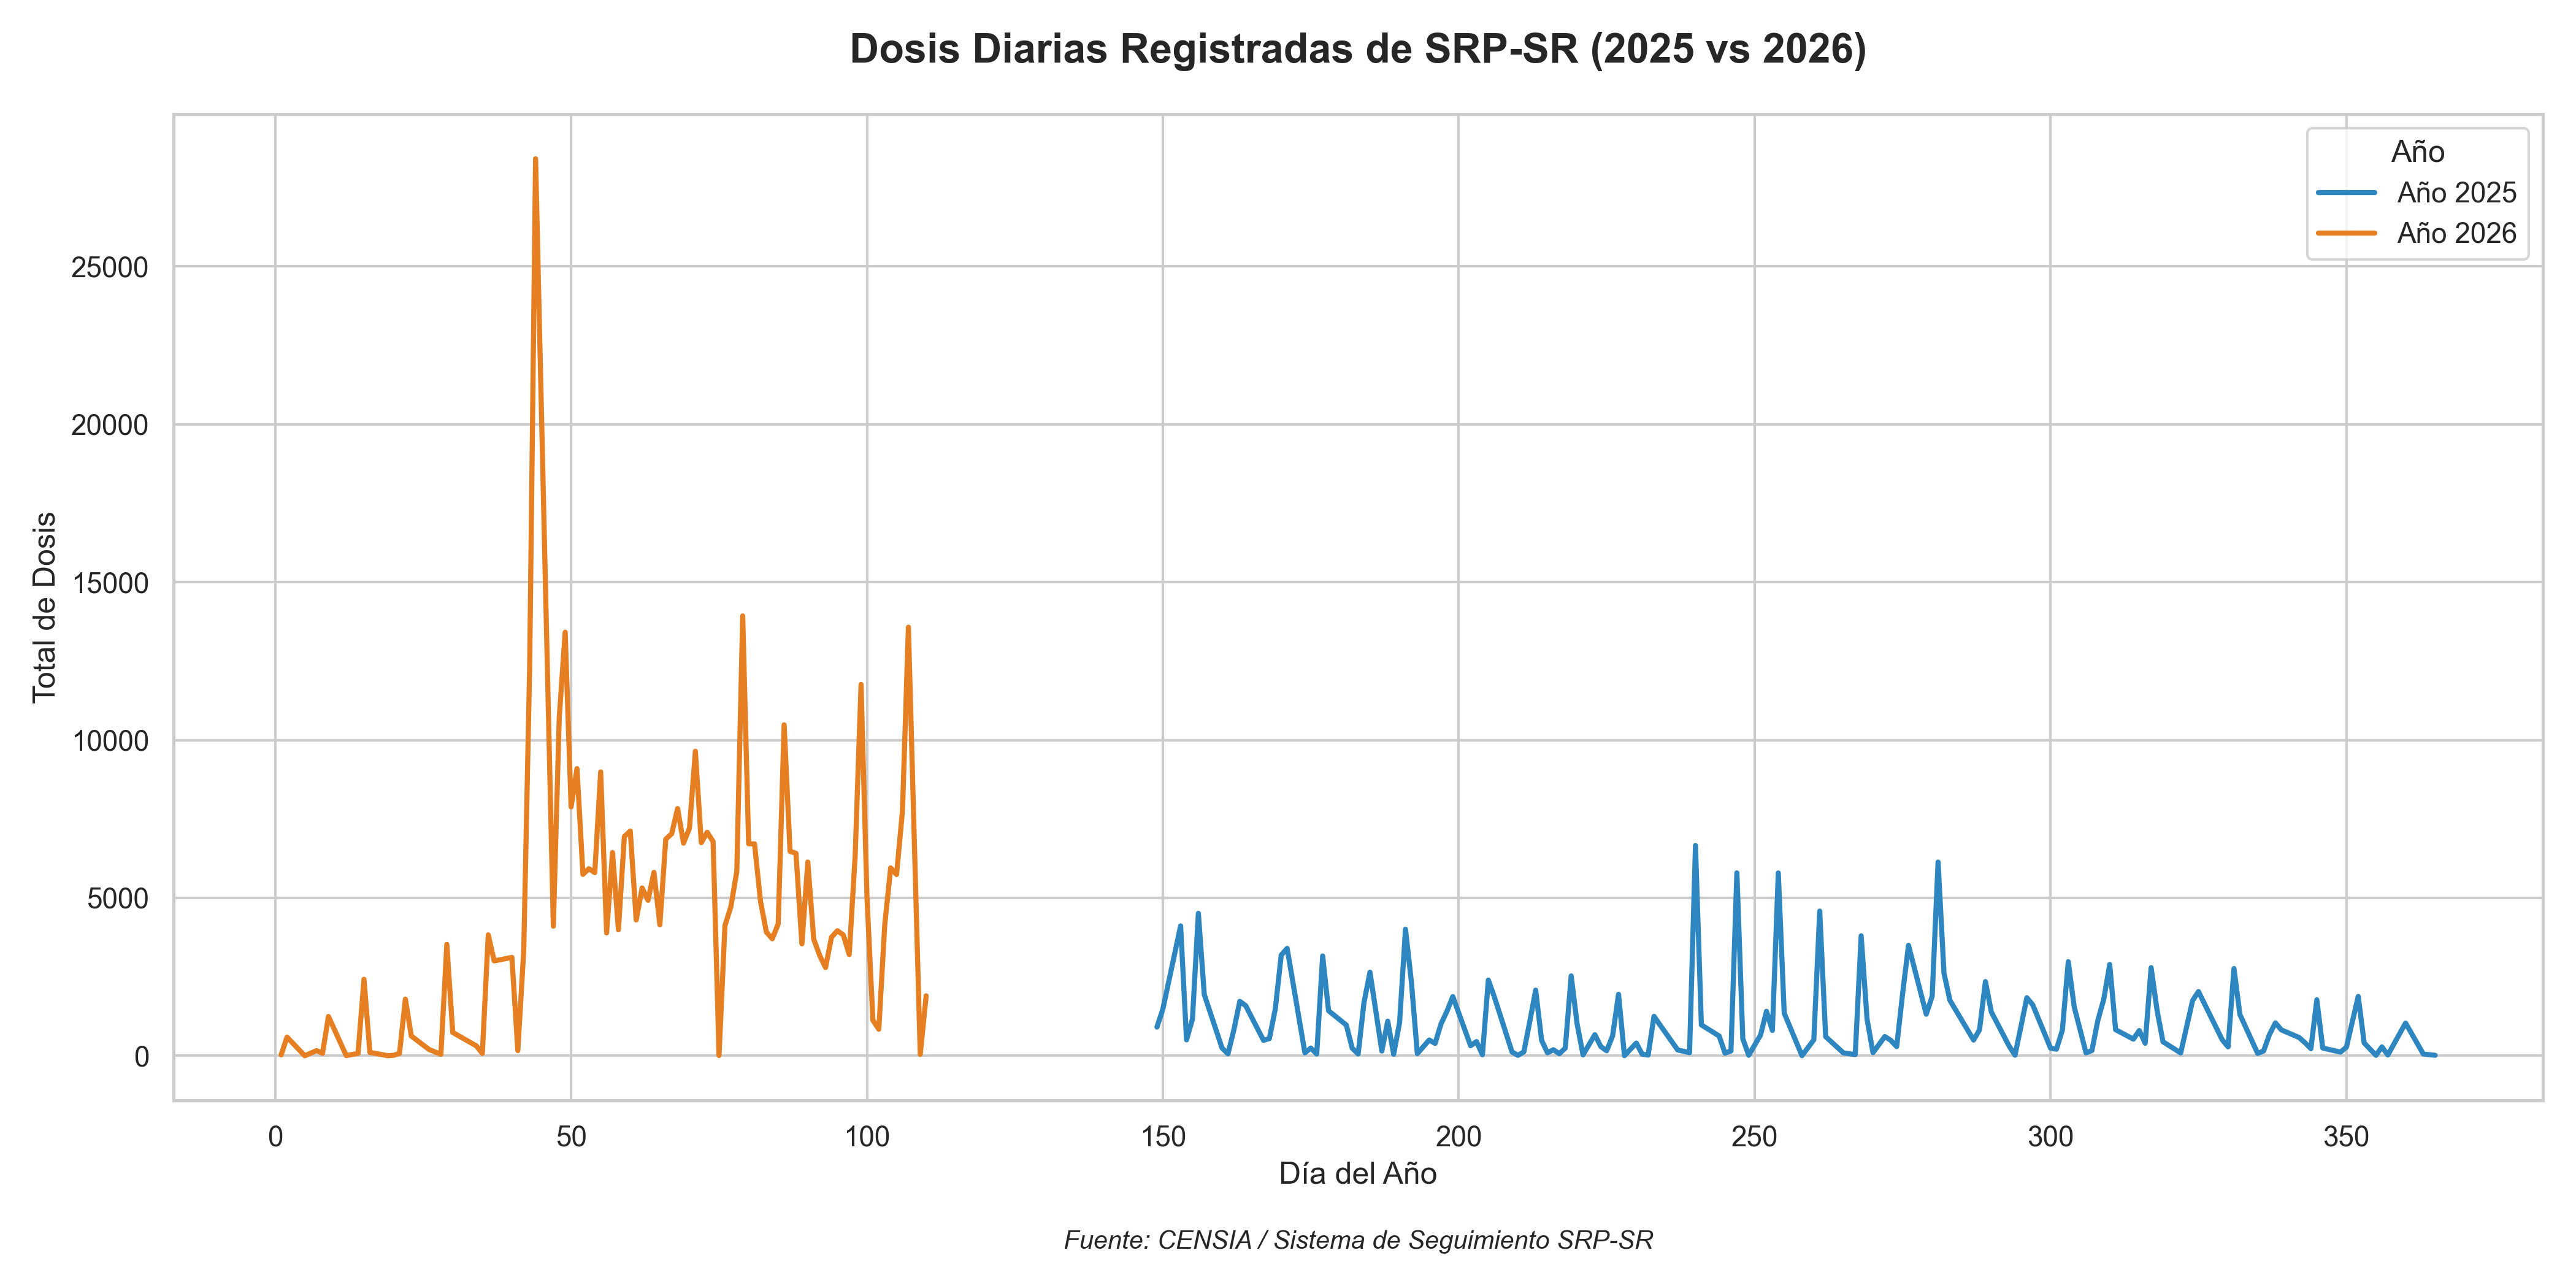 Dosis Diarias Registradas de SRP-SR (2025 vs 2026)
Año
Año 2025
Año 2026
Total de Dosis
25000
20000
15000
10000
5000
0
0 50 100 150 200 250 300 350
Día del Año
Fuente: CENSIA / Sistema de Seguimiento SRP-SR